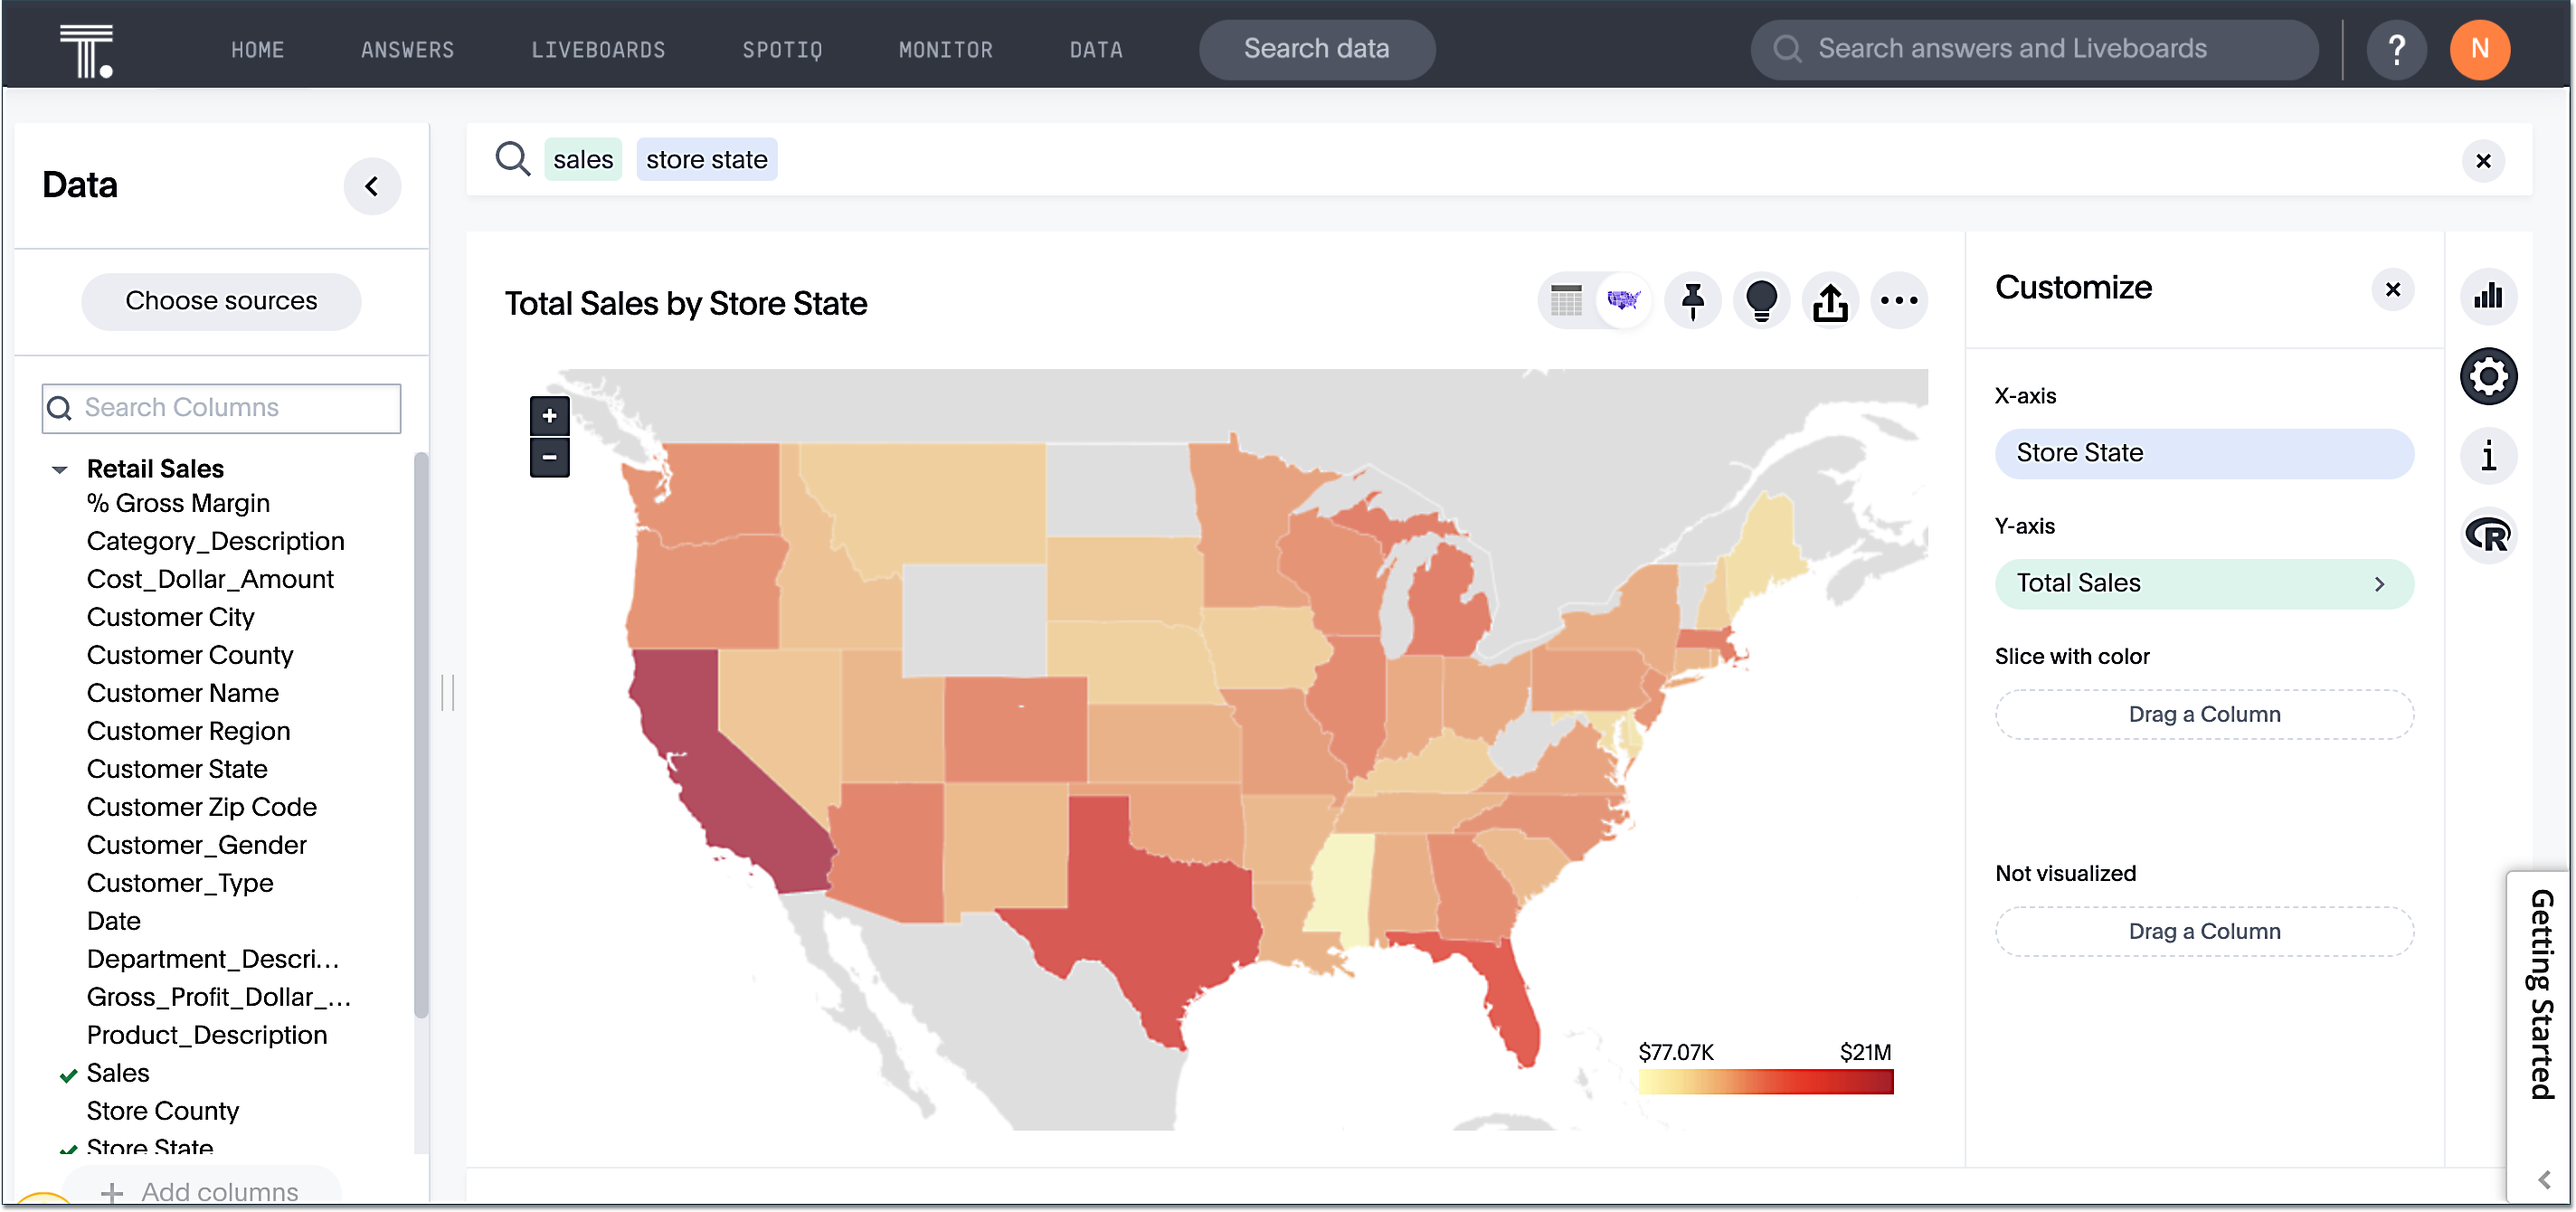 HOME ANSWERS LIVEBOARDS SPOTIQ MONITOR DATA Search data Search answers and Liveboards ? N
Data
Choose sources
Search Columns
Retail Sales
% Gross Margin
Category_Description
Cost_Dollar_Amount
Customer City
Customer County
Customer Name
Customer Region
Customer State
Customer Zip Code
Customer_Gender
Customer_Type
Date
Department_Descri...
Gross_Profit_Dollar_...
Product_Description
Sales
Store County
Store State
+ Add columns
sales store state
Total Sales by Store State
+
−
$77.07K $21M
Customize
X-axis
Store State
Y-axis
Total Sales
Slice with color
Drag a Column
Not visualized
Drag a Column
i
R
Getting Started